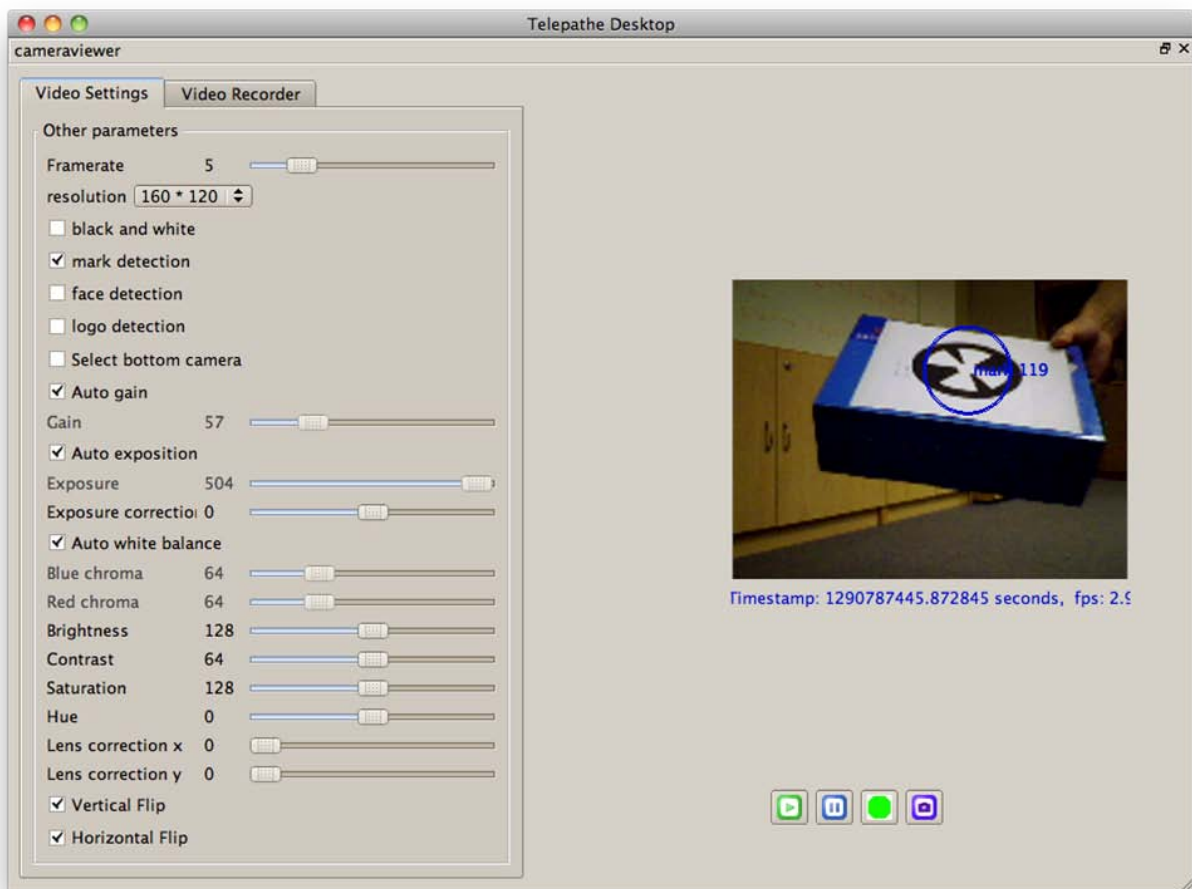 Telepathe Desktop
cameraviewer
Video Settings Video Recorder
Other parameters
Framerate 5
resolution 160 * 120
black and white
mark detection
face detection
logo detection
Select bottom camera
Auto gain
Gain 57
Auto exposition
Exposure 504
Exposure correctio 0
Auto white balance
Blue chroma 64
Red chroma 64
Brightness 128
Contrast 64
Saturation 128
Hue 0
Lens correction x 0
Lens correction y 0
Vertical Flip
Horizontal Flip
mark 119
Timestamp: 1290787445.872845 seconds, fps: 2.9